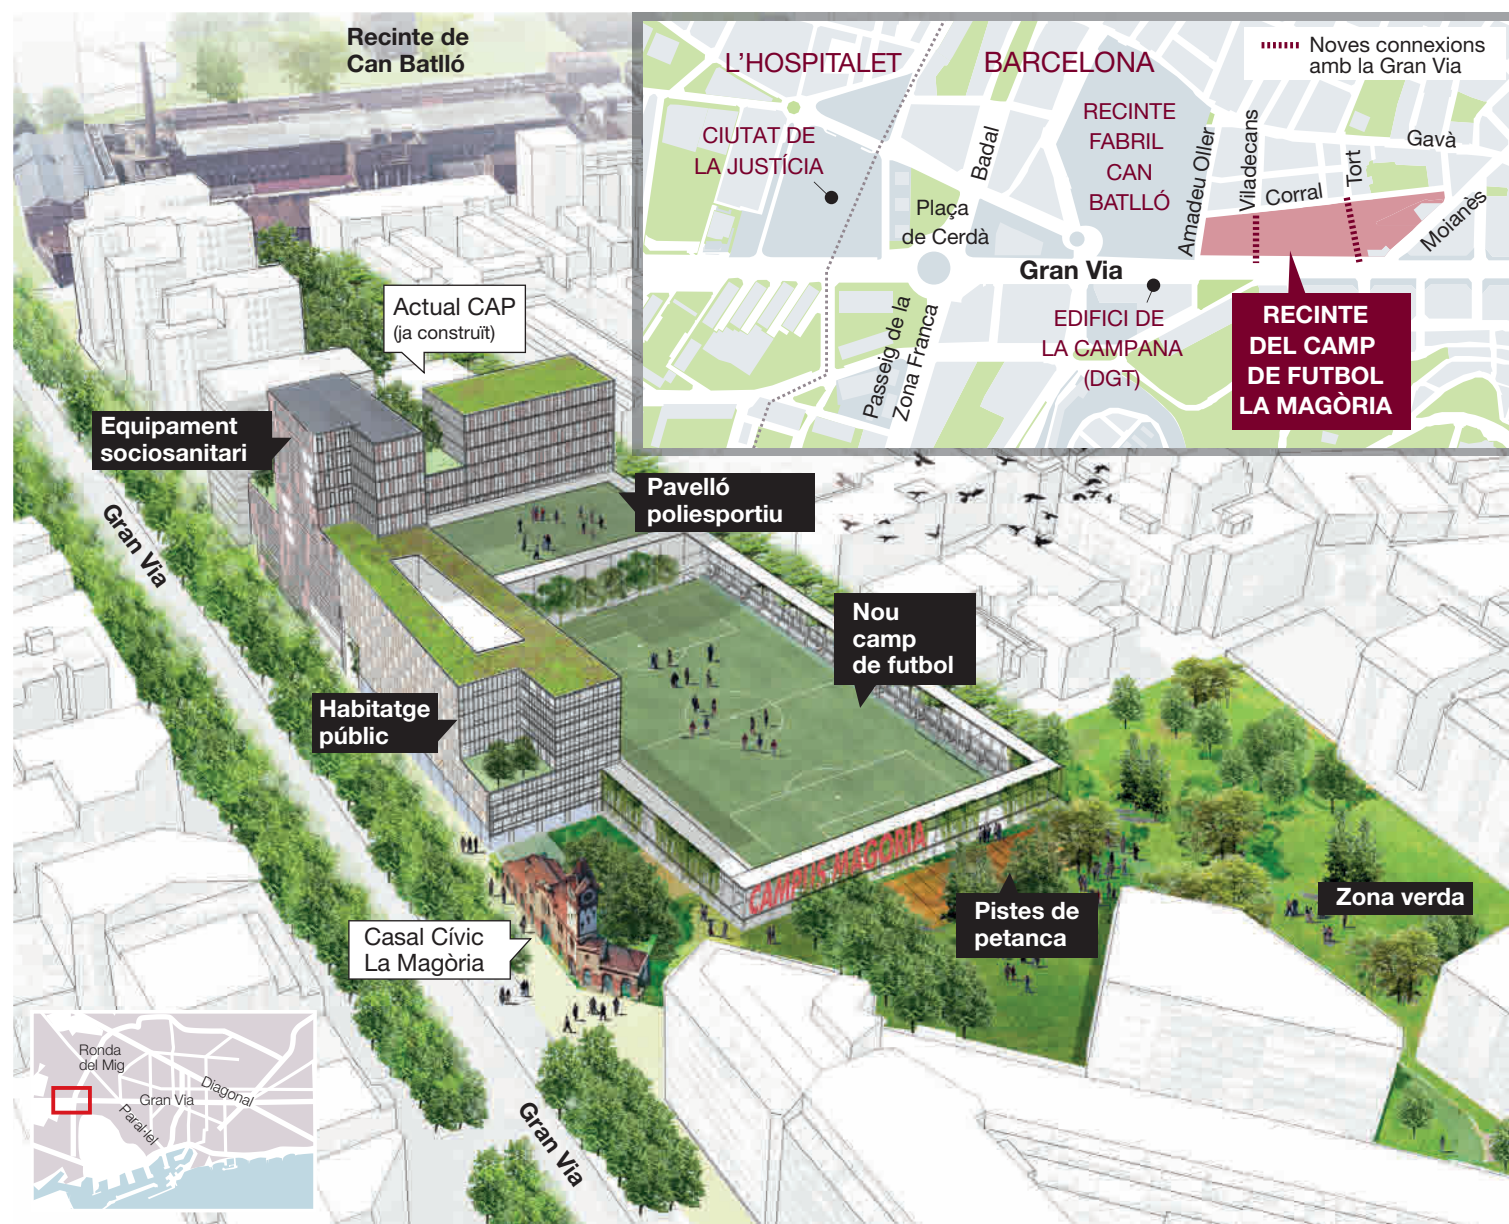 Recinte de
Can Batlló
Actual CAP
(ja construït)
Equipament
sociosanitari
Pavelló
poliesportiu
Gran Via
Nou
camp
de futbol
Habitatge
públic
CAMPUS MAGORIA
Casal Cívic
La Magòria
Pistes de
petanca
Zona verda
Gran Via
Noves connexions
amb la Gran Via
L'HOSPITALET
BARCELONA
CIUTAT DE
LA JUSTÍCIA
Badal
RECINTE
FABRIL
CAN
BATLLÓ
Amadeu Oller
Viladecans
Corral
Tort
Gavà
Moianès
Plaça
de Cerdà
Gran Via
Passeig de la
Zona Franca
EDIFICI DE
LA CAMPANA
(DGT)
RECINTE
DEL CAMP
DE FUTBOL
LA MAGÒRIA
Ronda
del Mig
Diagonal
Gran Via
Paral·lel